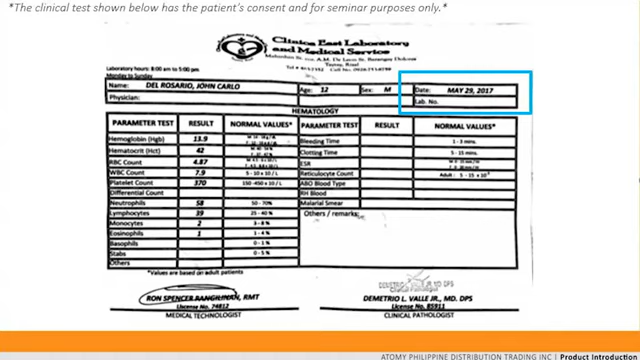 *The clinical test shown below has the patient's consent and for seminar purposes only.*
Clinica East Laboratory
and Medical Service
Laboratory hours: 8:00 am to 5:00 pm
Monday to Sunday
Name: DEL ROSARIO, JOHN CARLO Age: 12 Sex: M Date: MAY 29, 2017
Physician: Lab. No.
HEMATOLOGY
PARAMETER TEST RESULT NORMAL VALUES* PARAMETER TEST RESULT NORMAL VALUES*
Hemoglobin (Hgb) 13.9 Bleeding Time 1 - 3 mins.
Hematocrit (Hct) 42 Clotting Time 5 - 15 mins.
RBC Count 4.87 ESR
WBC Count 7.9 5 - 10 x 10 / L Reticulocyte Count Adult : 5 - 15 x 10
Platelet Count 370 150 -450 x 10 / L ABO Blood Type
Differential Count RH Blood
Neutrophils 58 50 - 70% Malarial Smear
Lymphocytes 39 25 - 40% Others / remarks:
Monocytes 2 3 - 8 %
Eosinophils 1 1 - 4 %
Basophils 0 - 1 %
Stabs 0 - 5 %
Others
*Values are based on adult patients
RON SPENCER BANGILINAN, RMT DEMETRIO L. VALLE JR., MD. DPS
License No. 74812 License No. 85911
MEDICAL TECHNOLOGIST CLINICAL PATHOLOGIST
ATOMY PHILIPPINE DISTRIBUTION TRADING INC | Product Introduction